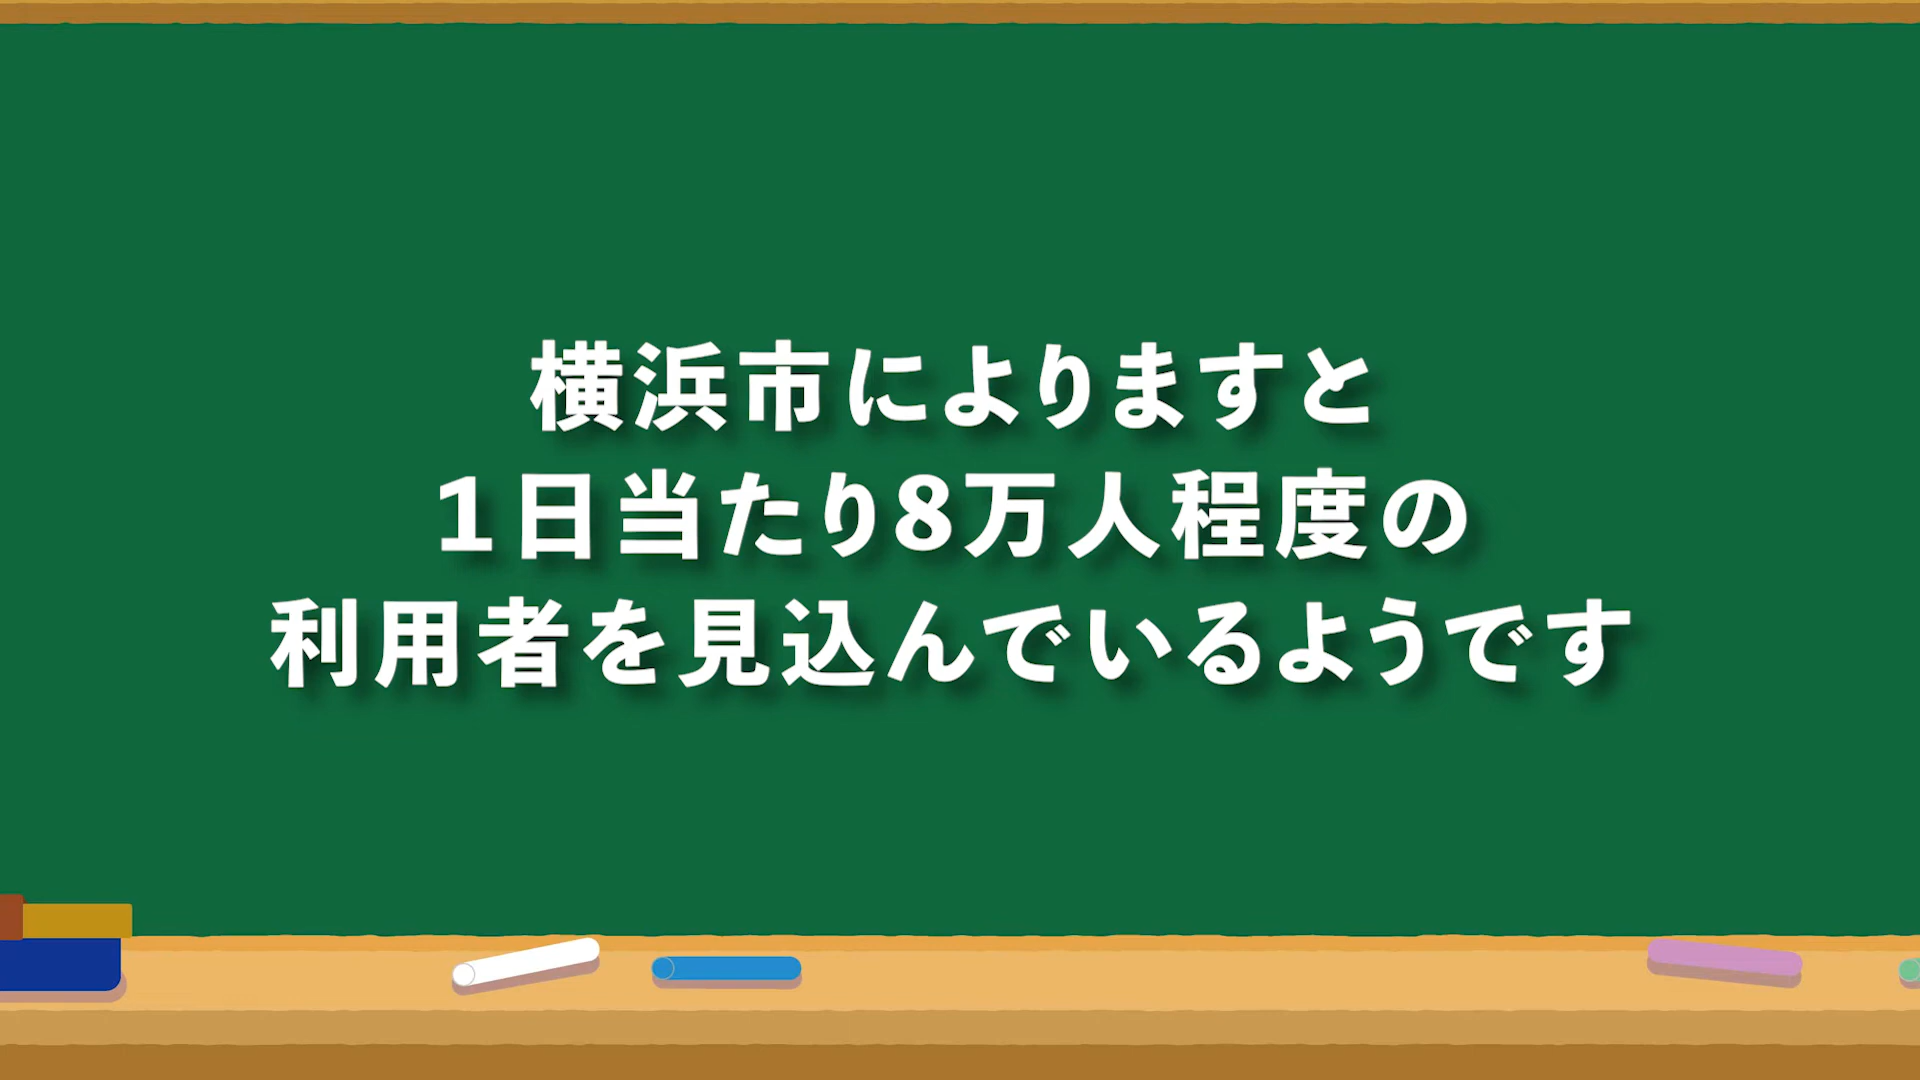 横浜市によりますと
1日当たり8万人程度の
利用者を見込んでいるようです